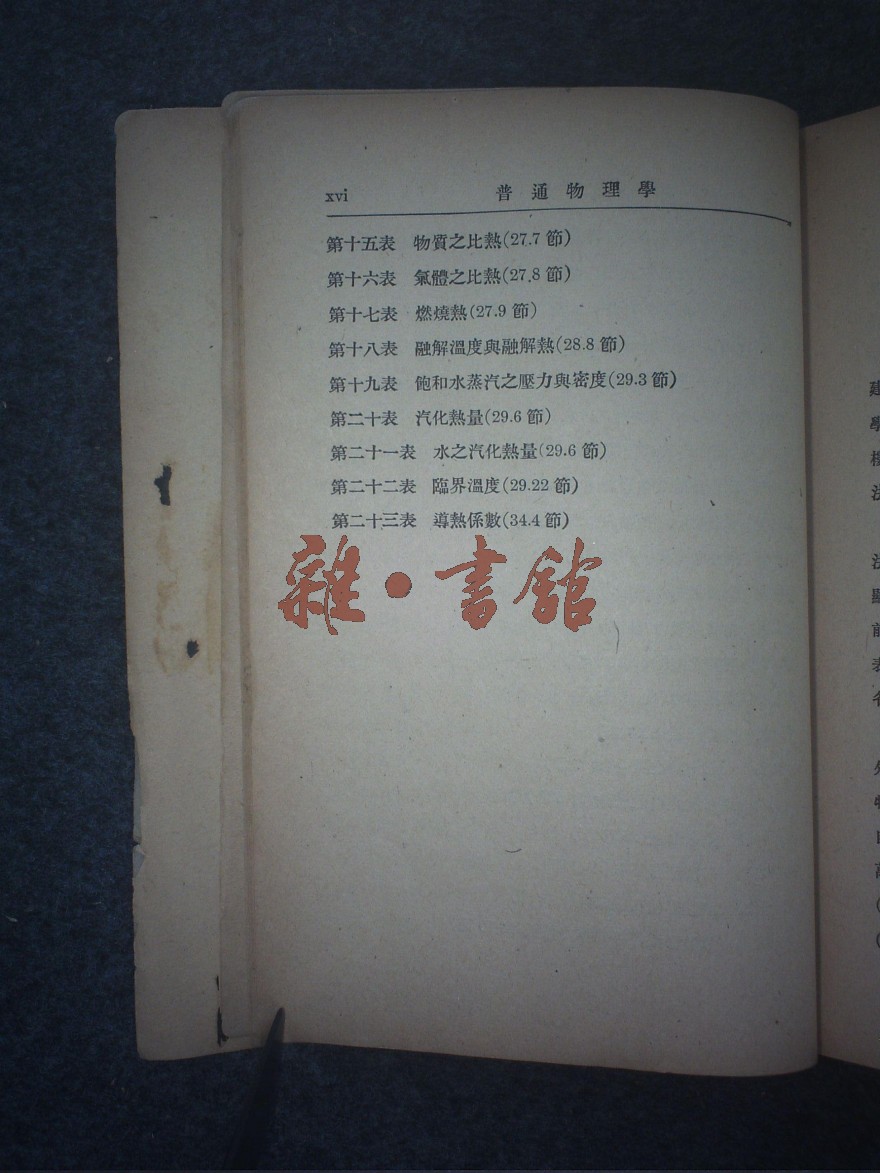 xvi 普通物理學
第十五表 物質之比熱(27.7 節)
第十六表 氣體之比熱(27.8 節)
第十七表 燃燒熱(27.9 節)
第十八表 融解溫度與融解熱(28.8 節)
第十九表 飽和水蒸汽之壓力與密度(29.3 節)
第二十表 汽化熱量(29.6 節)
第二十一表 水之汽化熱量(29.6 節)
第二十二表 臨界溫度(29.22 節)
第二十三表 導熱係數(34.4 節)
雜·書館